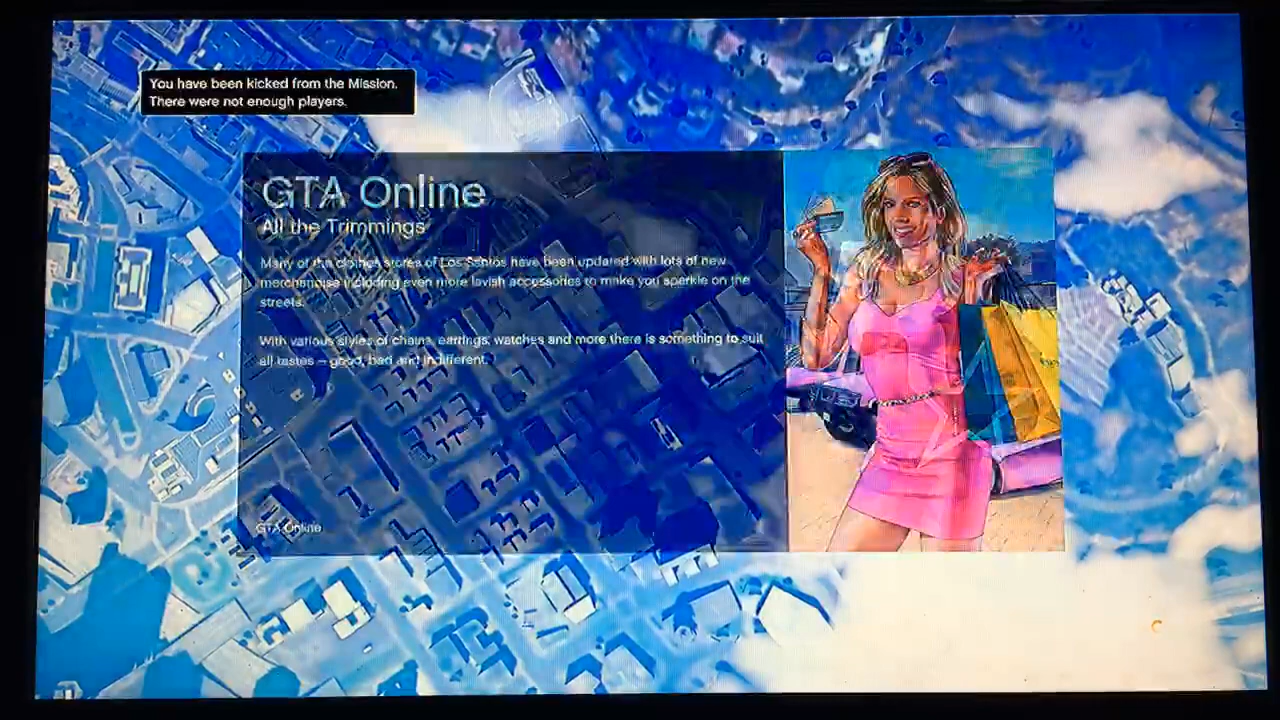 You have been kicked from the Mission.
There were not enough players.
GTA Online
All the Trimmings
Many of the clothes stores of Los Santos have been updated with lots of new
merchandise including even more lavish accessories to make you sparkle on the
streets.
With various styles of chains, earrings, watches and more there is something to suit
all tastes – good, bad and indifferent.
GTA Online